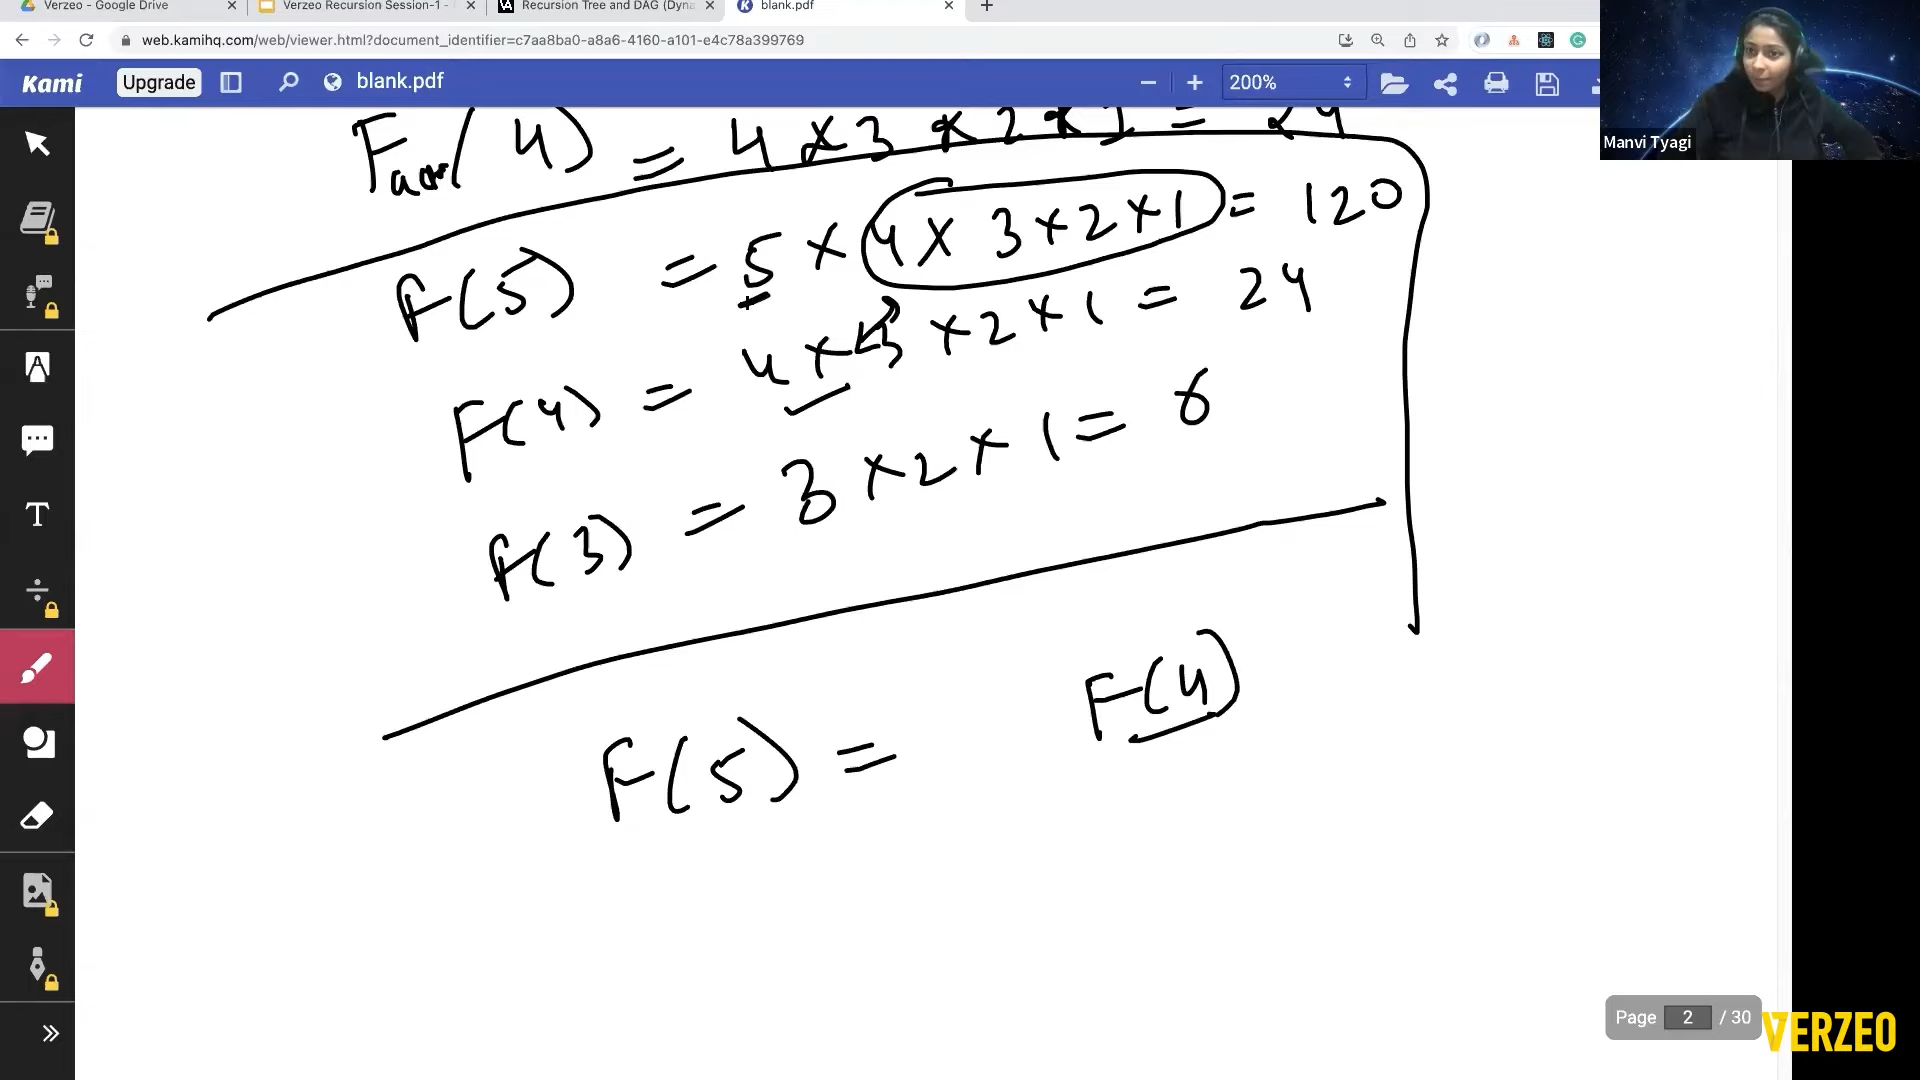 Verzeo - Google Drive
Verzeo Recursion Session-1 -
Recursion Tree and DAG (Dyna
blank.pdf
web.kamihq.com/web/viewer.html?document_identifier=c7aa8ba0-a8a6-4160-a101-e4c78a399769
Kami
Upgrade
blank.pdf
200%
Manvi Tyagi
(4) = 4 × 3 × 2 × 1 = 24
F(5) = 5 × 4 × 3 × 2 × 1 = 120
F(4) = 4 × 3 × 2 × 1 = 24
F(3) = 3 × 2 × 1 = 6
F(4)
F(5) =
Page 2 / 30
VERZEO